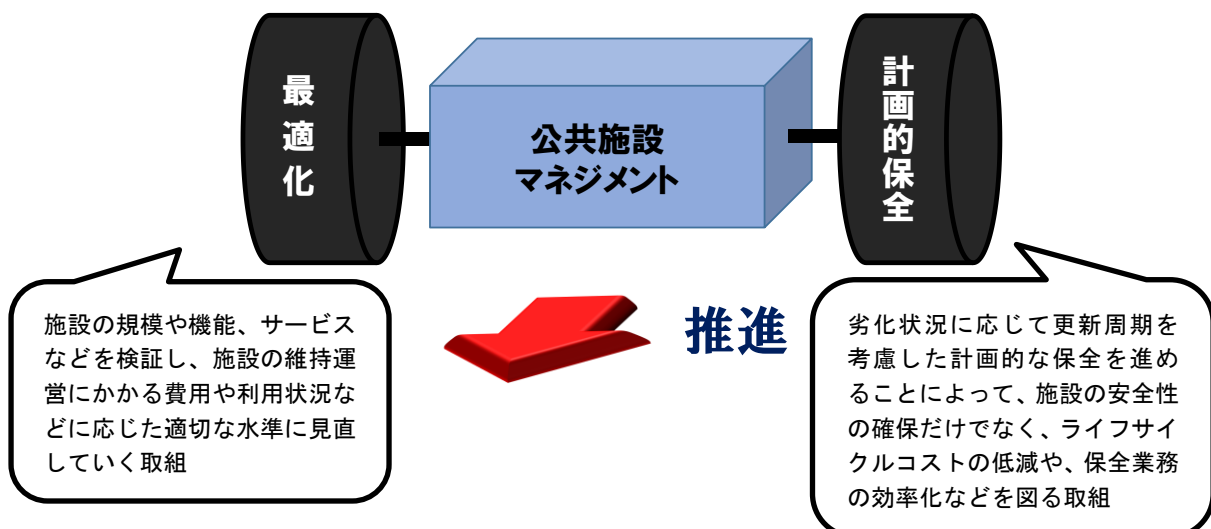 最適化
公共施設
マネジメント
計画的保全
施設の規模や機能、サービス
などを検証し、施設の維持運
営にかかる費用や利用状況な
どに応じた適切な水準に見直
していく取組
推進
劣化状況に応じて更新周期を
考慮した計画的な保全を進め
ることによって、施設の安全性
の確保だけでなく、ライフサイ
クルコストの低減や、保全業務
の効率化などを図る取組